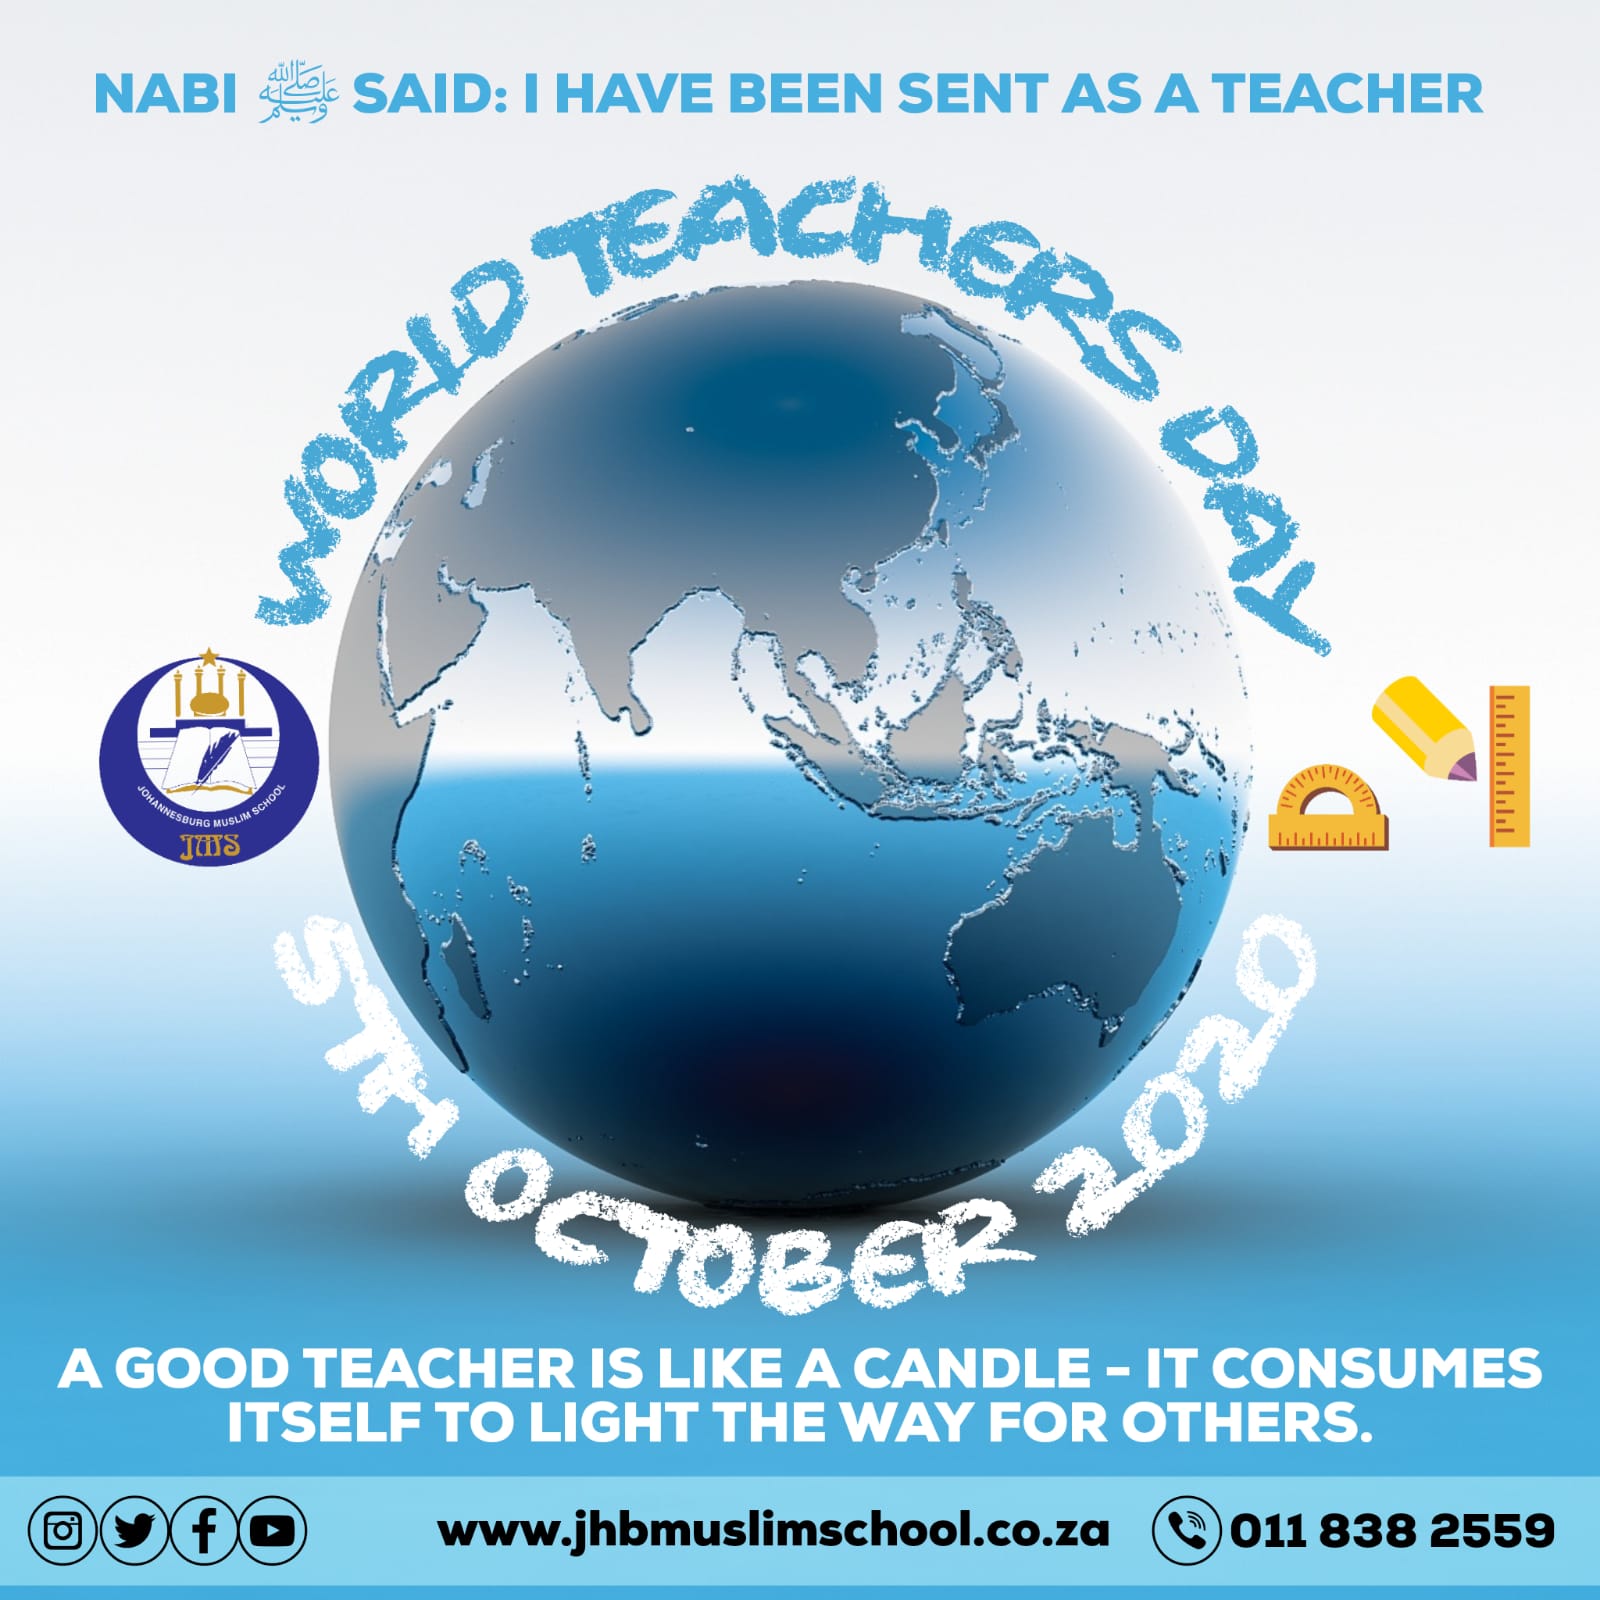 NABI ﷺ SAID: I HAVE BEEN SENT AS A TEACHER
WORLD TEACHERS DAY
JOHANNESBURG MUSLIM SCHOOL
JMS
5TH OCTOBER 2020
A GOOD TEACHER IS LIKE A CANDLE - IT CONSUMES
ITSELF TO LIGHT THE WAY FOR OTHERS.
www.jhbmuslimschool.co.za 011 838 2559